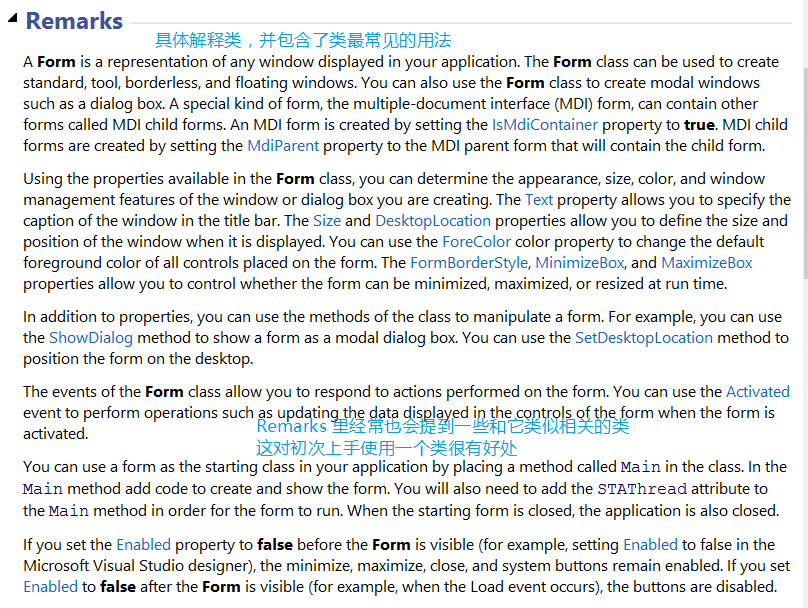 Remarks
具体解释类，并包含了类最常见的用法
A Form is a representation of any window displayed in your application. The Form class can be used to create
standard, tool, borderless, and floating windows. You can also use the Form class to create modal windows
such as a dialog box. A special kind of form, the multiple-document interface (MDI) form, can contain other
forms called MDI child forms. An MDI form is created by setting the IsMdiContainer property to true. MDI child
forms are created by setting the MdiParent property to the MDI parent form that will contain the child form.
Using the properties available in the Form class, you can determine the appearance, size, color, and window
management features of the window or dialog box you are creating. The Text property allows you to specify the
caption of the window in the title bar. The Size and DesktopLocation properties allow you to define the size and
position of the window when it is displayed. You can use the ForeColor color property to change the default
foreground color of all controls placed on the form. The FormBorderStyle, MinimizeBox, and MaximizeBox
properties allow you to control whether the form can be minimized, maximized, or resized at run time.
In addition to properties, you can use the methods of the class to manipulate a form. For example, you can use
the ShowDialog method to show a form as a modal dialog box. You can use the SetDesktopLocation method to
position the form on the desktop.
The events of the Form class allow you to respond to actions performed on the form. You can use the Activated
event to perform operations such as updating the data displayed in the controls of the form when the form is
activated.
Remarks 里经常也会提到一些和它类似相关的类
这对初次上手使用一个类很有好处
You can use a form as the starting class in your application by placing a method called Main in the class. In the
Main method add code to create and show the form. You will also need to add the STAThread attribute to
the Main method in order for the form to run. When the starting form is closed, the application is also closed.
If you set the Enabled property to false before the Form is visible (for example, setting Enabled to false in the
Microsoft Visual Studio designer), the minimize, maximize, close, and system buttons remain enabled. If you set
Enabled to false after the Form is visible (for example, when the Load event occurs), the buttons are disabled.